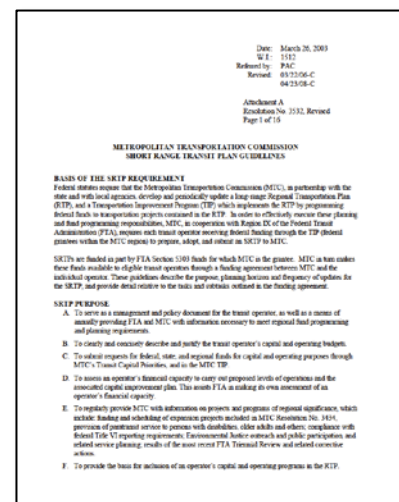 Date: March 26, 2003
W.I.: 1512
Referred by: PAC
Revised: 03/22/06-C
04/23/08-C
Attachment A
Resolution No. 3532, Revised
Page 1 of 16
METROPOLITAN TRANSPORTATION COMMISSION
SHORT RANGE TRANSIT PLAN GUIDELINES
BASIS OF THE SRTP REQUIREMENT
Federal statutes require that the Metropolitan Transportation Commission (MTC), in partnership with the
state and with local agencies, develop and periodically update a long-range Regional Transportation Plan
(RTP), and a Transportation Improvement Program (TIP) which implements the RTP by programming
federal funds to transportation projects contained in the RTP. In order to effectively execute these planning
and fund programming responsibilities, MTC, in cooperation with Region IX of the Federal Transit
Administration (FTA), requires each transit operator receiving federal funding through the TIP (federal
grantees within the MTC region) to prepare, adopt, and submit an SRTP to MTC.
SRTPs are funded in part by FTA Section 5303 funds for which MTC is the grantee. MTC in turn makes
these funds available to eligible transit operators through a funding agreement between MTC and the
individual operator. These guidelines describe the purpose, planning horizon and frequency of updates for
the SRTP, and provide detail relative to the tasks and subtasks outlined in the funding agreement.
SRTP PURPOSE
A. To serve as a management and policy document for the transit operator, as well as a means of
annually providing FTA and MTC with information necessary to meet regional fund programming
and planning requirements.
B. To clearly and concisely describe and justify the transit operator's capital and operating budgets.
C. To submit requests for federal, state, and regional funds for capital and operating purposes through
MTC's Transit Capital Priorities, and in the MTC TIP.
D. To assess an operator's financial capacity to carry out proposed levels of operations and the
associated capital improvement plan. This assists FTA in making its own assessment of an
operator's financial capacity.
E. To regularly provide MTC with information on projects and programs of regional significance, which
include: funding and scheduling of expansion projects included in MTC Resolution No. 3434,
provision of paratransit service to persons with disabilities, older adults and others; compliance with
federal Title VI reporting requirements; Environmental Justice outreach and public participation, and
related service planning; results of the most recent FTA Triennial Review and related corrective
actions.
F. To provide the basis for inclusion of an operator's capital and operating programs in the RTP.